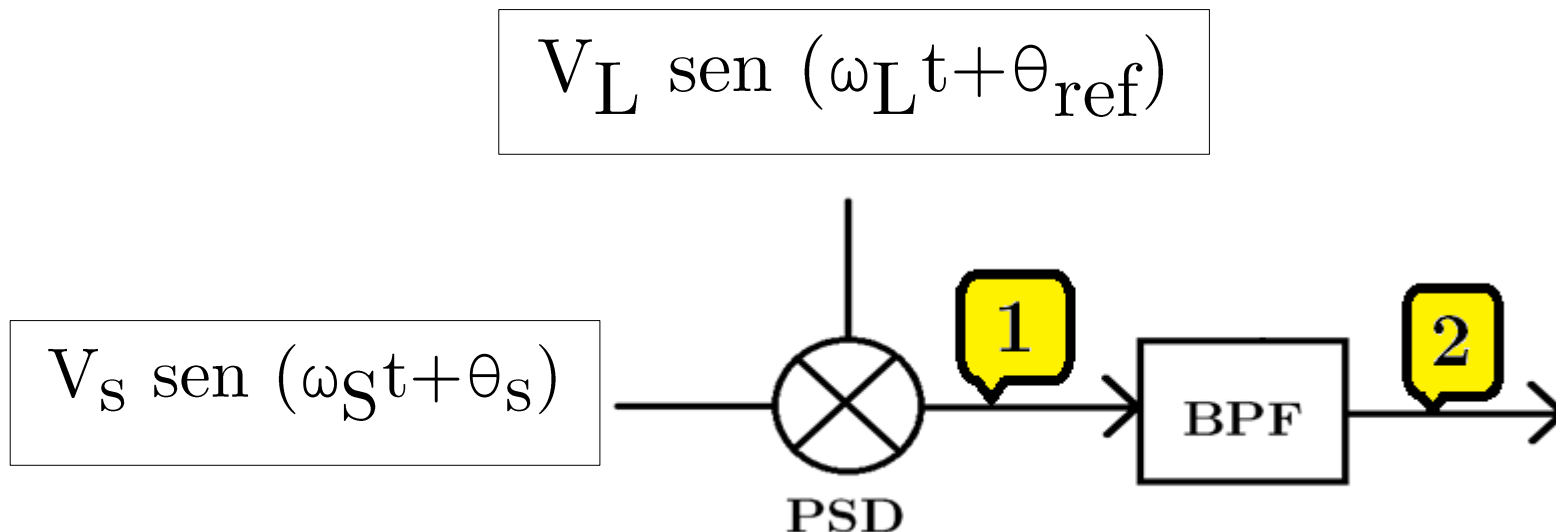 V_L sen (ω_L t+θ_ref)
V_s sen (ω_S t+θ_s)
1
2
BPF
PSD